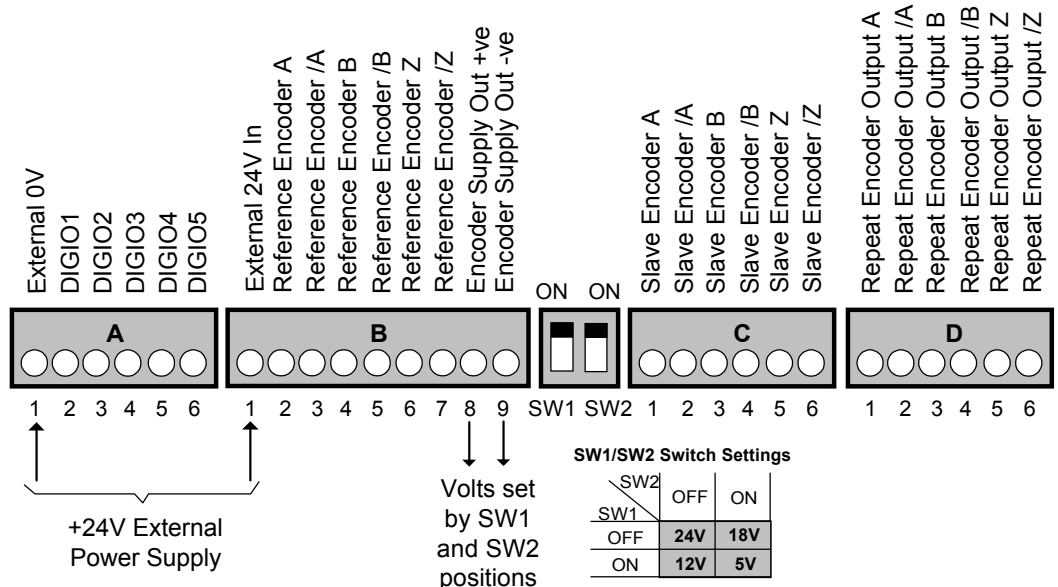 External 0V
DIGIO1
DIGIO2
DIGIO3
DIGIO4
DIGIO5
External 24V In
Reference Encoder A
Reference Encoder /A
Reference Encoder B
Reference Encoder /B
Reference Encoder Z
Reference Encoder /Z
Encoder Supply Out +ve
Encoder Supply Out -ve
Slave Encoder A
Slave Encoder /A
Slave Encoder B
Slave Encoder /B
Slave Encoder Z
Slave Encoder /Z
Repeat Encoder Output A
Repeat Encoder Output /A
Repeat Encoder Output B
Repeat Encoder Output /B
Repeat Encoder Output Z
Repeat Encoder Ouput /Z
ON ON
A
B
C
D
1 2 3 4 5 6
1 2 3 4 5 6 7 8 9
SW1 SW2
1 2 3 4 5 6
1 2 3 4 5 6
+24V External
Power Supply
Volts set
by SW1
and SW2
positions
SW1/SW2 Switch Settings
SW2
SW1
OFF ON
OFF 24V 18V
ON 12V 5V